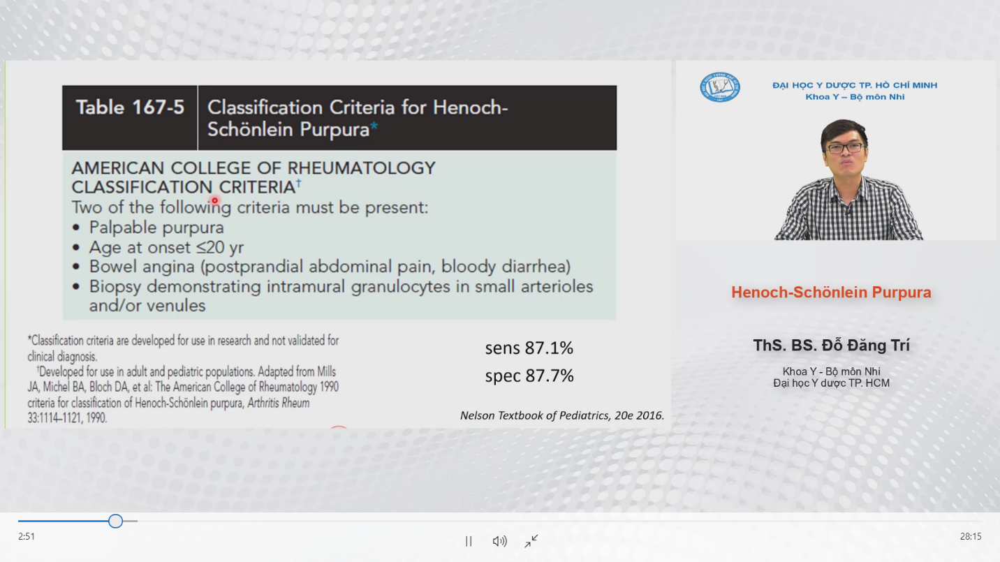 Table 167-5
Classification Criteria for Henoch-
Schönlein Purpura*
AMERICAN COLLEGE OF RHEUMATOLOGY
CLASSIFICATION CRITERIA†
Two of the following criteria must be present:
• Palpable purpura
• Age at onset ≤20 yr
• Bowel angina (postprandial abdominal pain, bloody diarrhea)
• Biopsy demonstrating intramural granulocytes in small arterioles
and/or venules
*Classification criteria are developed for use in research and not validated for
clinical diagnosis.
†Developed for use in adult and pediatric populations. Adapted from Mills
JA, Michel BA, Bloch DA, et al: The American College of Rheumatology 1990
criteria for classification of Henoch-Schönlein purpura, Arthritis Rheum
33:1114–1121, 1990.
sens 87.1%
spec 87.7%
Nelson Textbook of Pediatrics, 20e 2016.
ĐẠI HỌC Y DƯỢC TP. HỒ CHÍ MINH
Khoa Y – Bộ môn Nhi
Henoch-Schönlein Purpura
ThS. BS. Đỗ Đăng Trí
Khoa Y - Bộ môn Nhi
Đại học Y dược TP. HCM
2:51
28:15